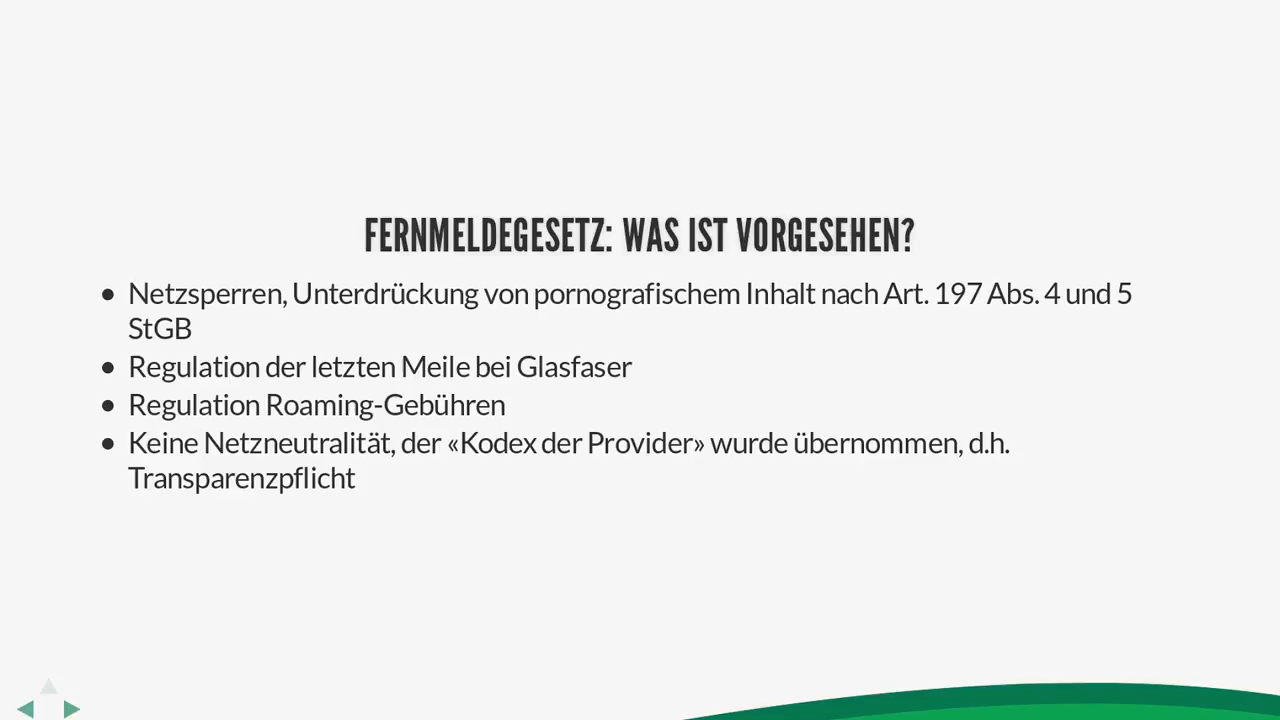 FERNMELDEGESETZ: WAS IST VORGESEHEN?
Netzsperren, Unterdrückung von pornografischem Inhalt nach Art. 197 Abs. 4 und 5
StGB
Regulation der letzten Meile bei Glasfaser
Regulation Roaming-Gebühren
Keine Netzneutralität, der «Kodex der Provider» wurde übernommen, d.h.
Transparenzpflicht